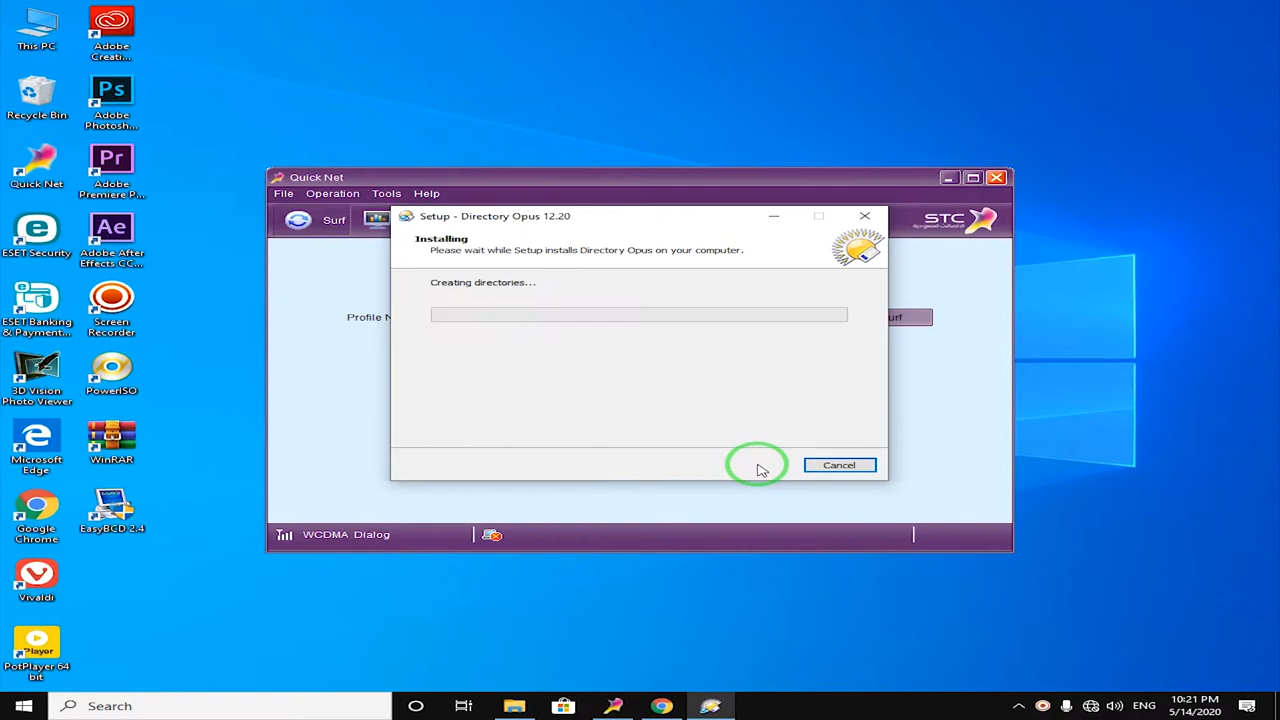 This PC
Adobe
Creati...
Recycle Bin
Ps
Adobe
Photosh...
Quick Net
Pr
Adobe
Premiere P...
ESET Security
Ae
Adobe After
Effects CC...
ESET Banking
& Payment...
Screen
Recorder
3D Vision
Photo Viewer
PowerISO
Microsoft
Edge
WinRAR
Google
Chrome
EasyBCD 2.4
Vivaldi
Player
PotPlayer 64
bit
Quick Net
File Operation Tools Help
Surf
STC
Setup - Directory Opus 12.20
Installing
Please wait while Setup installs Directory Opus on your computer.
Creating directories...
Profile N
urf
Cancel
WCDMA Dialog
Search
ENG
10:21 PM
5/14/2020